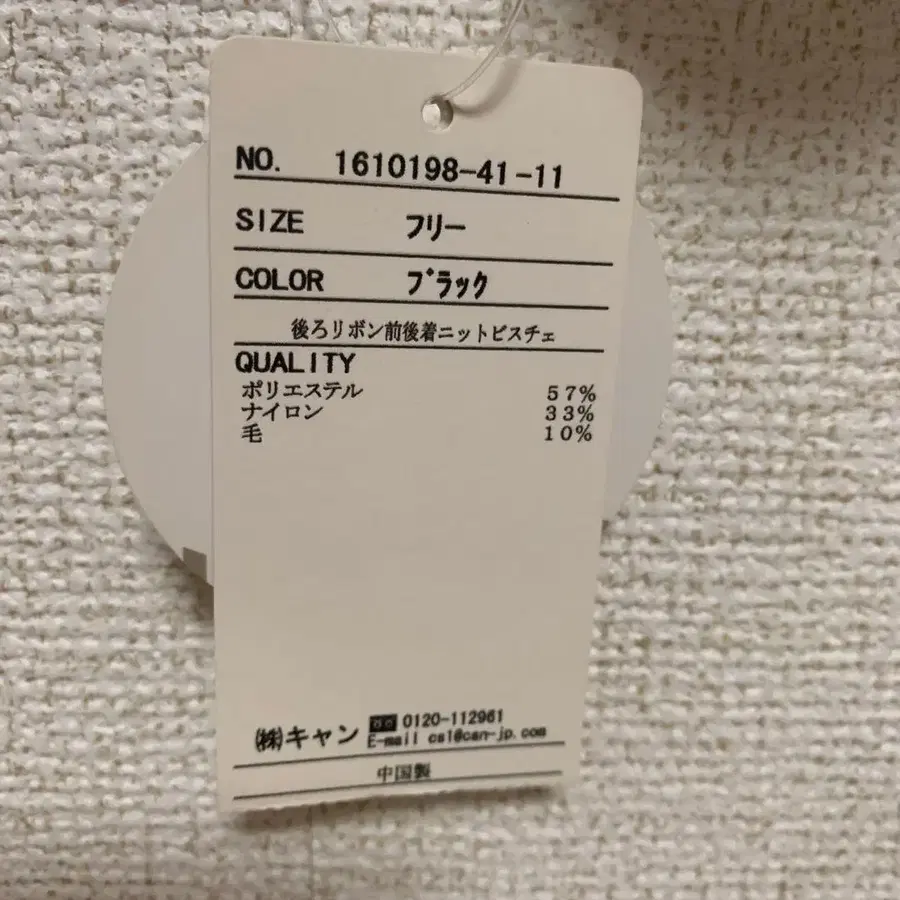 NO. 1610198-41-11
SIZE フリー
COLOR ブラック
後ろリボン前後着ニットビスチェ
QUALITY
ポリエステル 57%
ナイロン 33%
毛 10%
㈱キャン 0120-112961
E-mail cs1@can-jp.com
中国製